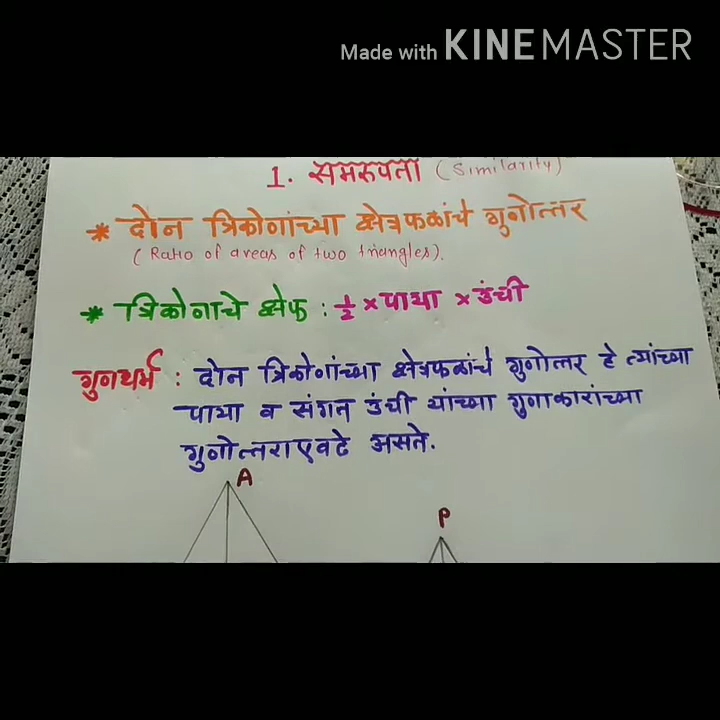 Made with KINEMASTER
1. समरुपता (Similarity)
* दोन त्रिकोणांच्या क्षेत्रफळांचे गुणोत्तर
(Ratio of areas of two triangles).
* त्रिकोणाचे क्षेफ : 1/2 × पाया × उंची
गुणधर्म : दोन त्रिकोणांच्या क्षेत्रफळांचे गुणोत्तर हे त्यांच्या
पाया व संगत उंची यांच्या गुणाकारांच्या
गुणोत्तराएवढे असते.
A
P